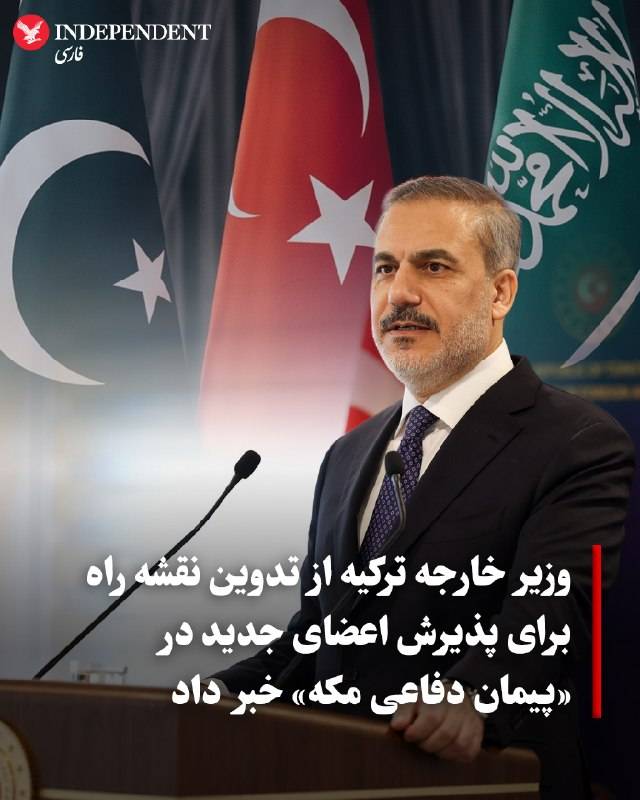 INDEPENDENT
فارسی
وزیر خارجه ترکیه از تدوین نقشه راه
برای پذیرش اعضای جدید در
«پیمان دفاعی مکه» خبر داد